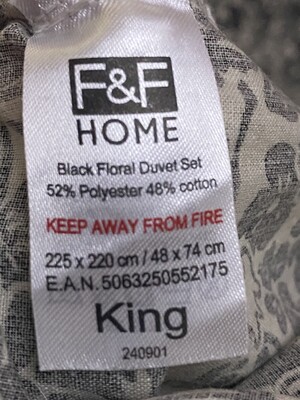 F&F
HOME
Black Floral Duvet Set
52% Polyester 48% cotton
KEEP AWAY FROM FIRE
225 x 220 cm / 48 x 74 cm
E.A.N. 5063250552175
King
240901